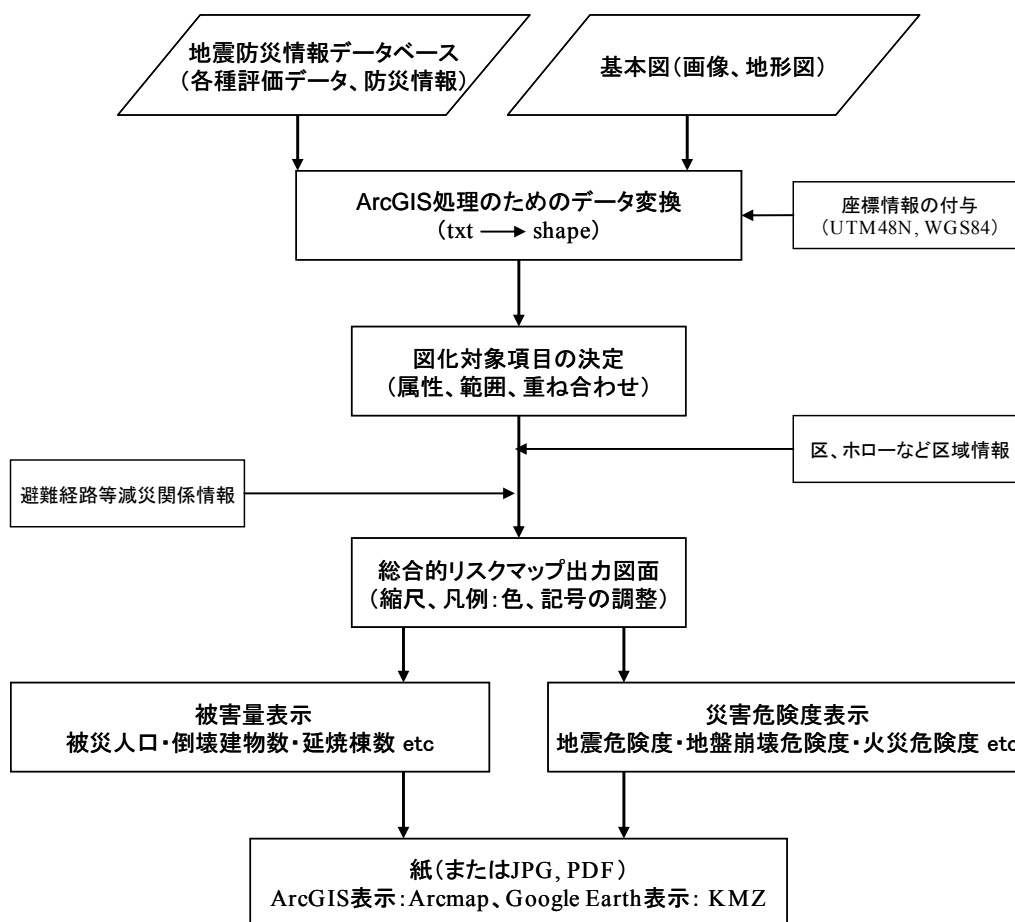 地震防災情報データベース
(各種評価データ、防災情報)
基本図(画像、地形図)
ArcGIS処理のためのデータ変換
(txt → shape)
座標情報の付与
(UTM48N, WGS84)
図化対象項目の決定
(属性、範囲、重ね合わせ)
区、ホローなど区域情報
避難経路等減災関係情報
総合的リスクマップ出力図面
(縮尺、凡例:色、記号の調整)
被害量表示
被災人口・倒壊建物数・延焼棟数 etc
災害危険度表示
地震危険度・地盤崩壊危険度・火災危険度 etc
紙(またはJPG, PDF)
ArcGIS表示:Arcmap、Google Earth表示: KMZ